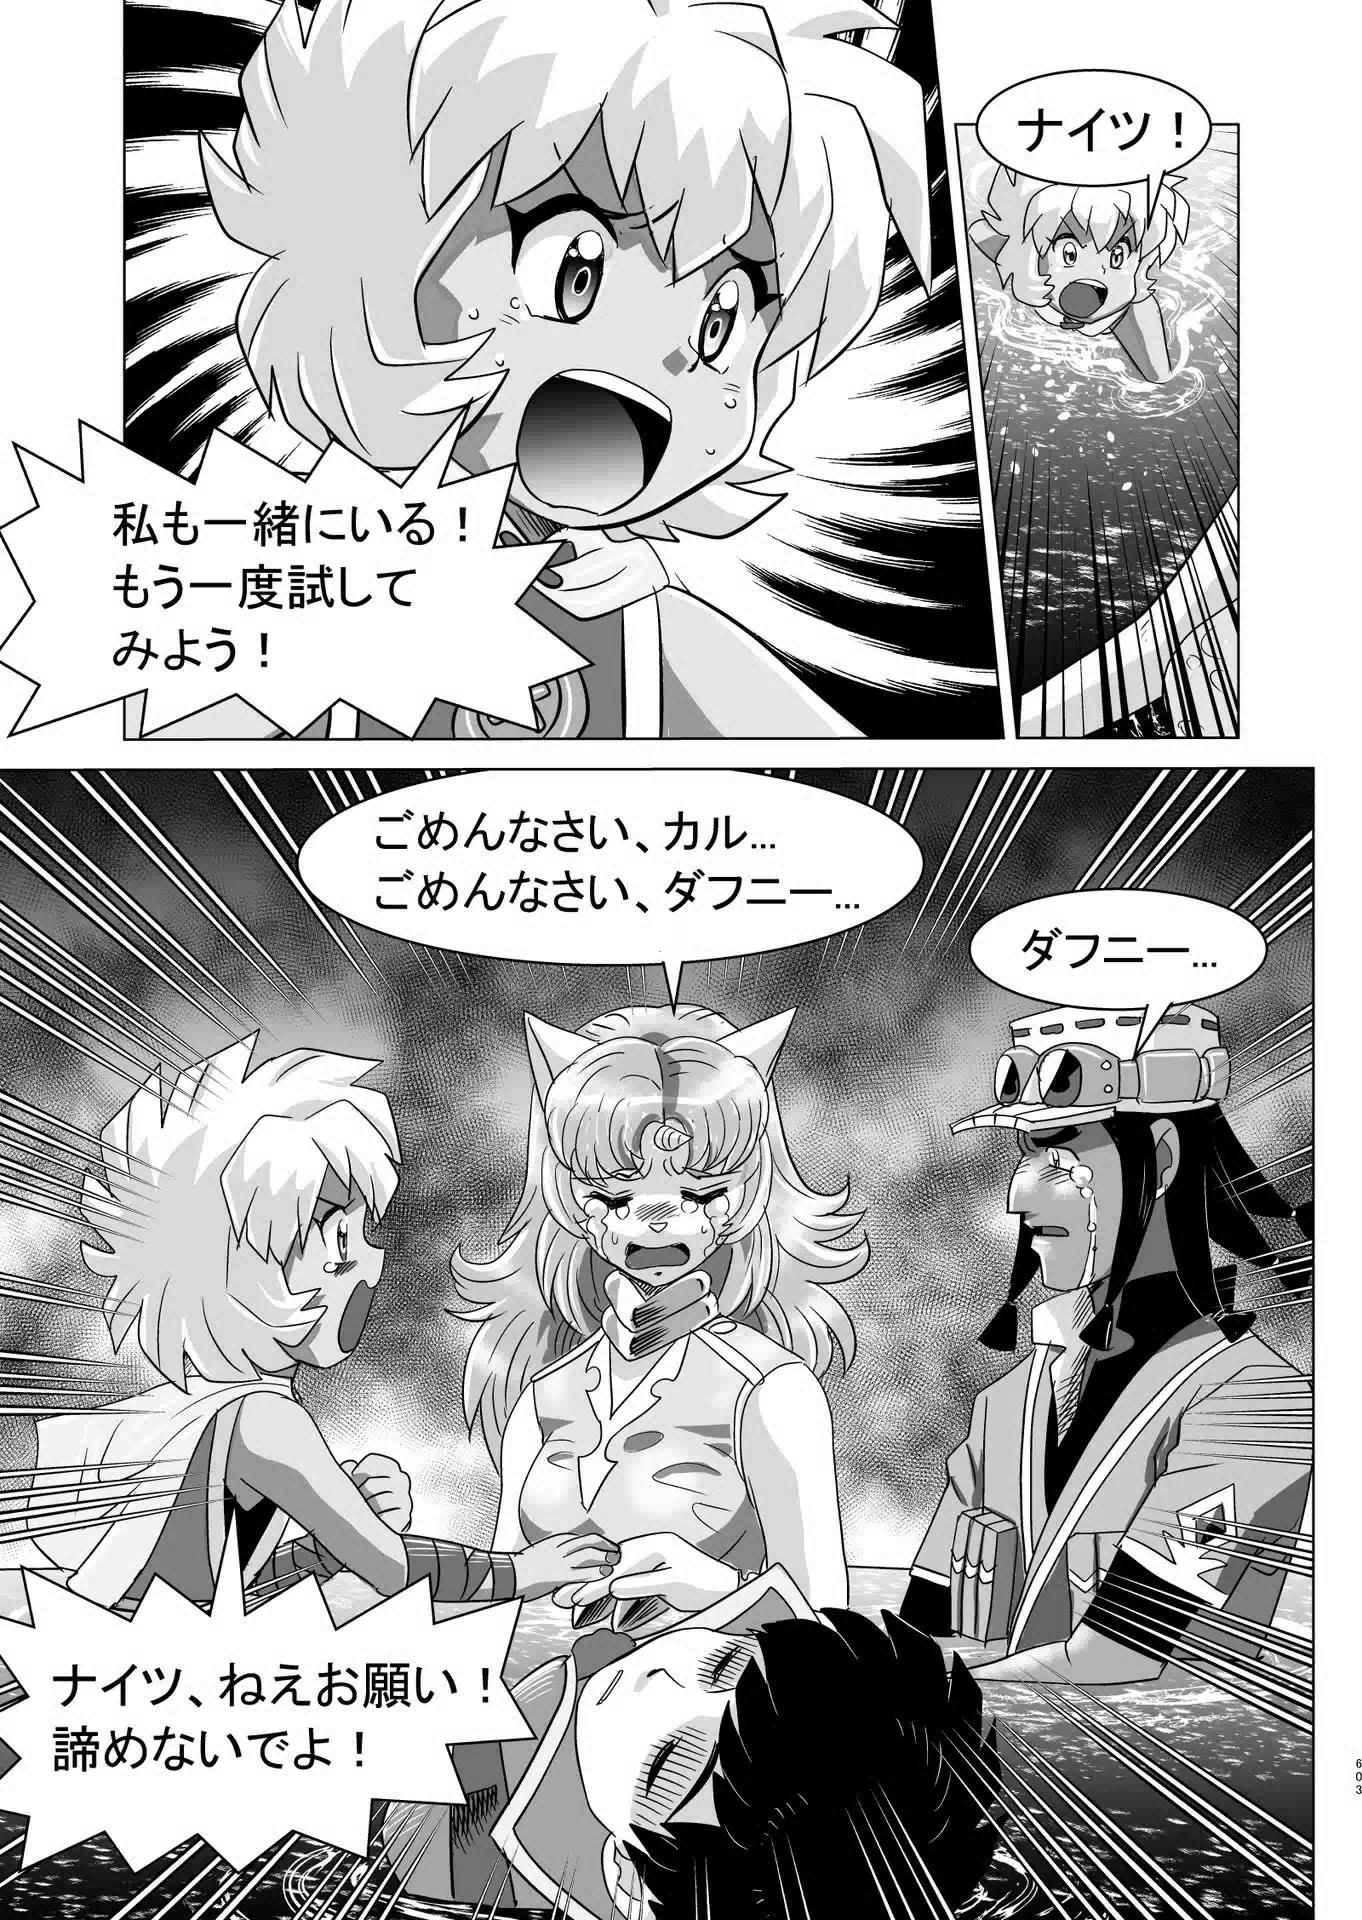 ナイツ！
私も一緒にいる！
もう一度試して
みよう！
ダフニー…
ごめんなさい、カル…
ごめんなさい、ダフニー…
ナイツ、ねえお願い！
諦めないでよ！
603